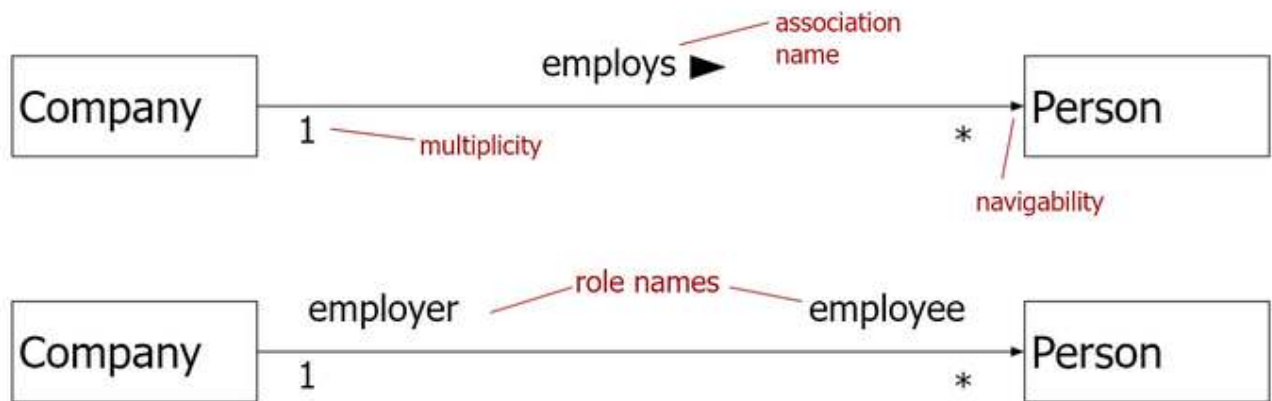 association
name
employs ►
Company
Person
1
multiplicity
*
navigability
role names
employer
employee
Company
Person
1
*